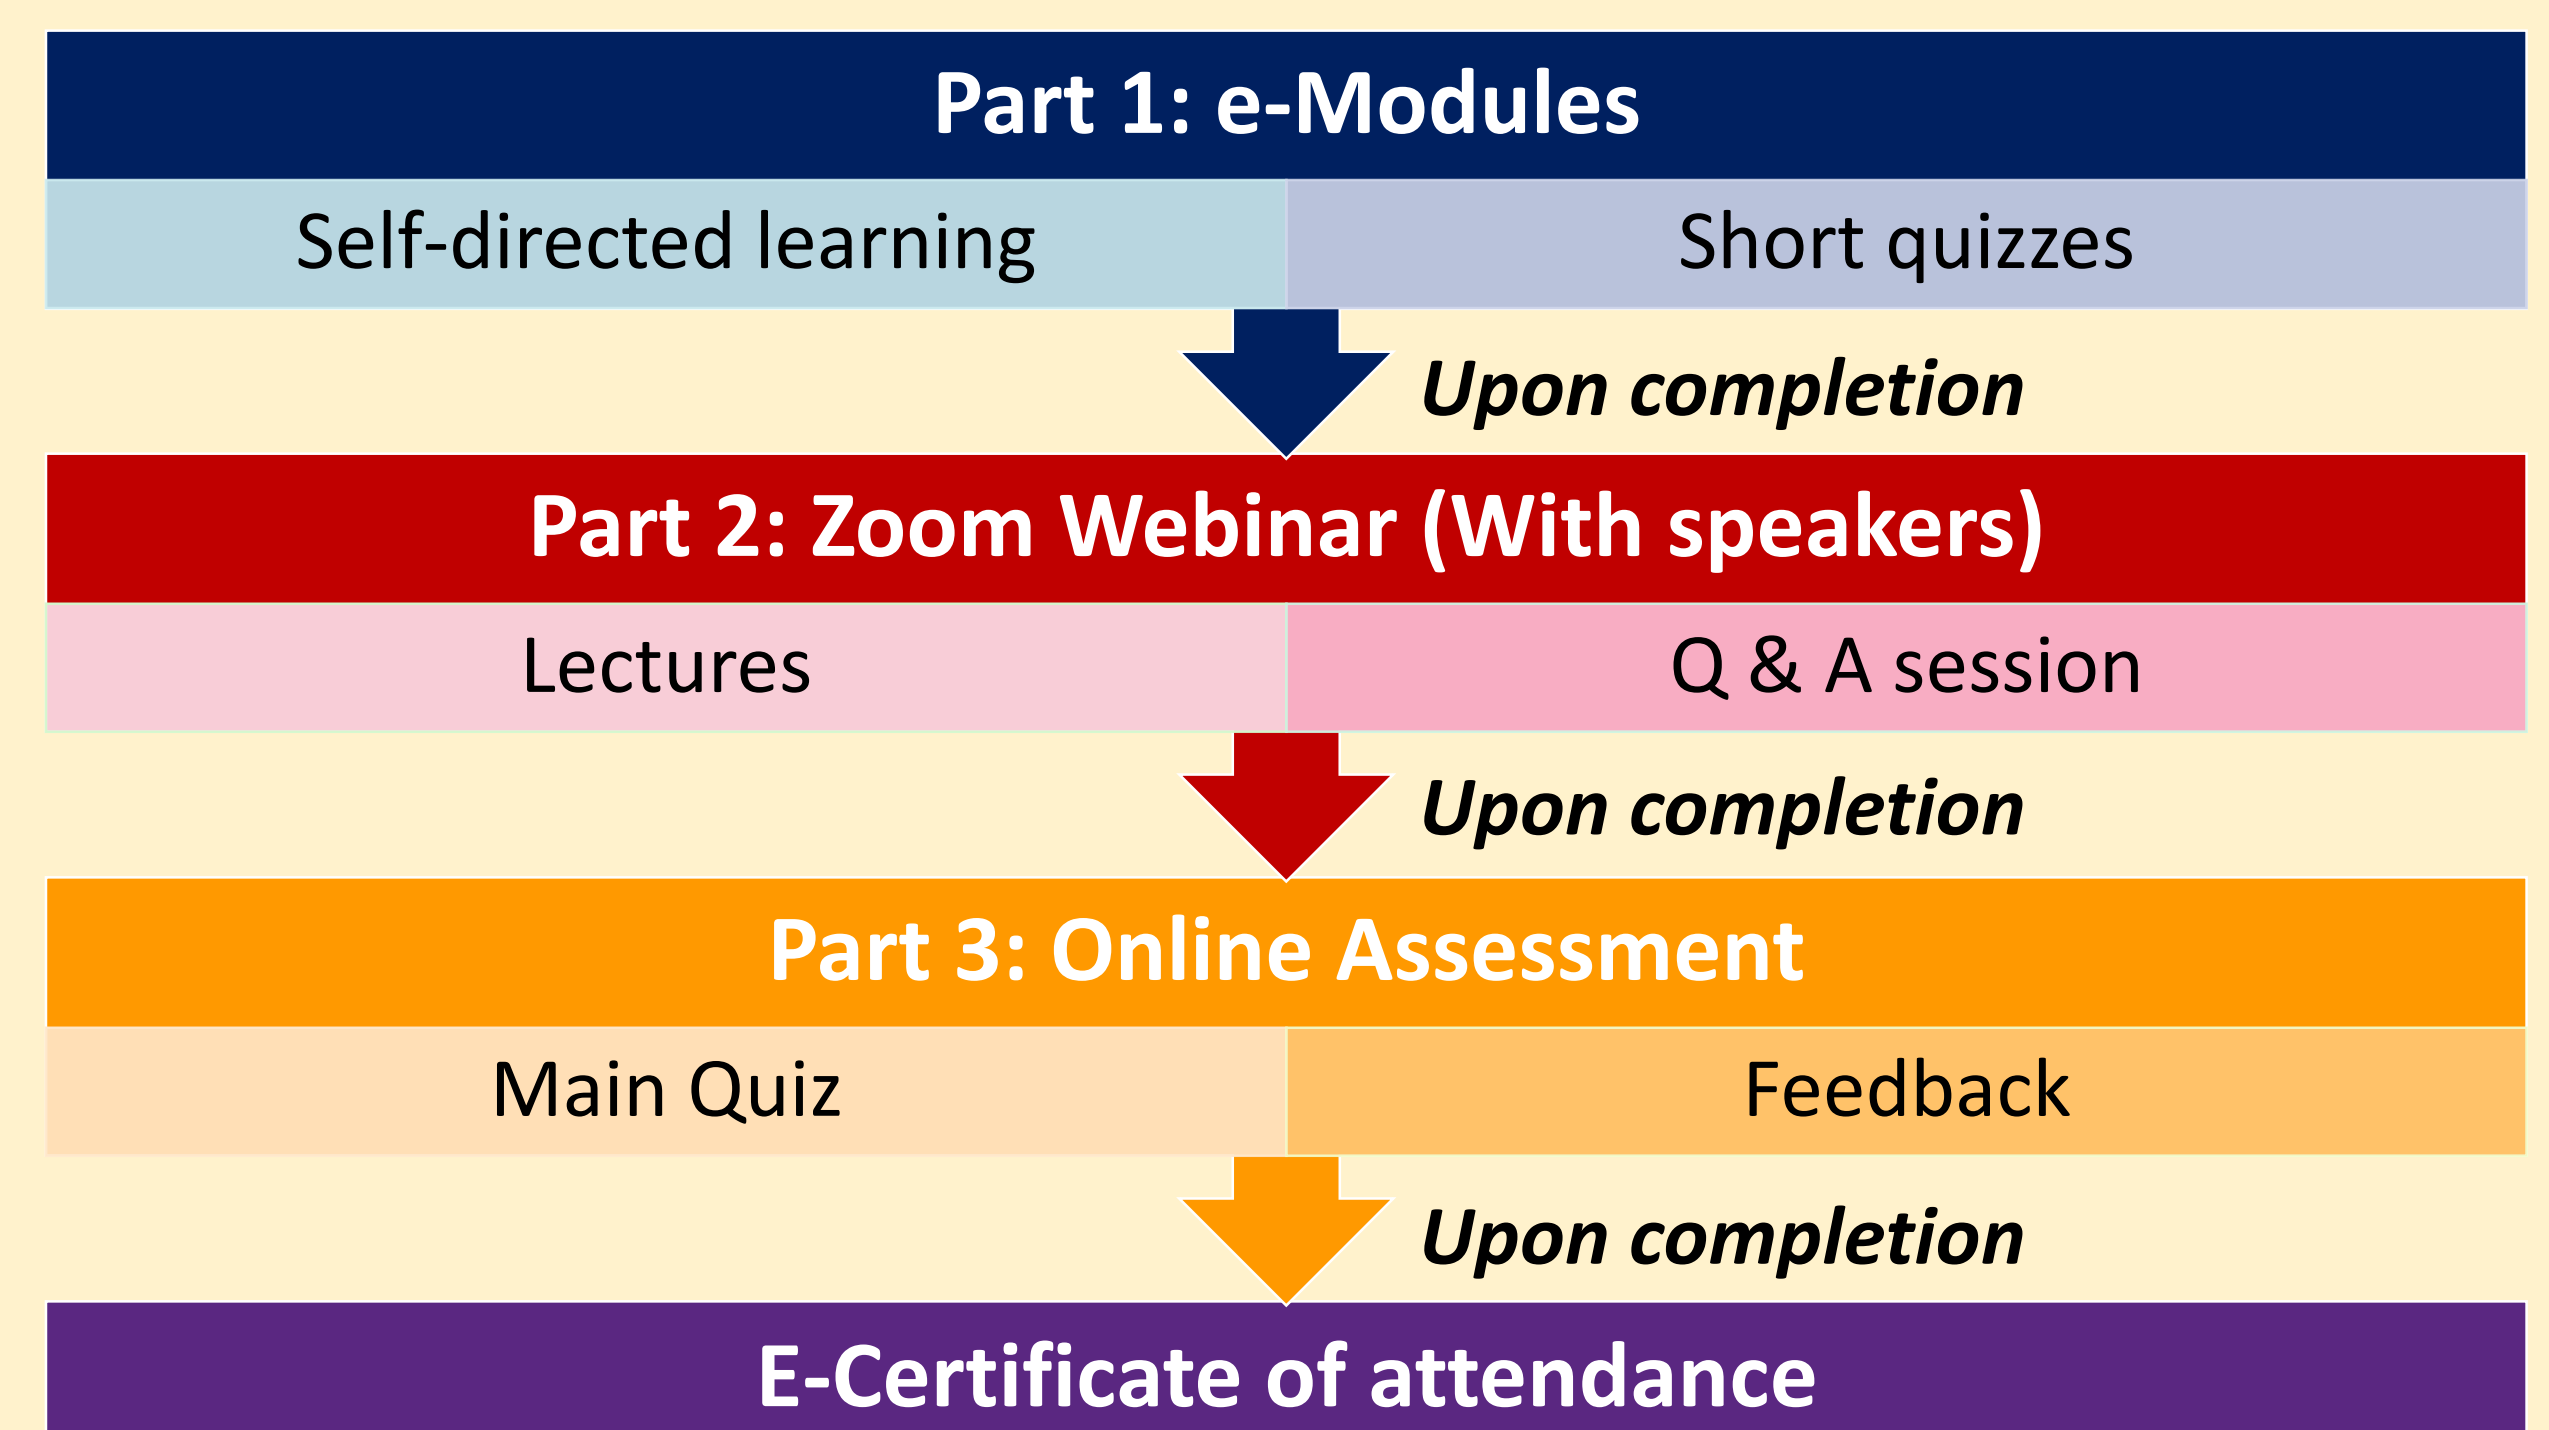 Part 1: e-Modules
Self-directed learning
Short quizzes
Upon completion
Part 2: Zoom Webinar (With speakers)
Lectures
Q & A session
Upon completion
Part 3: Online Assessment
Main Quiz
Feedback
Upon completion
E-Certificate of attendance